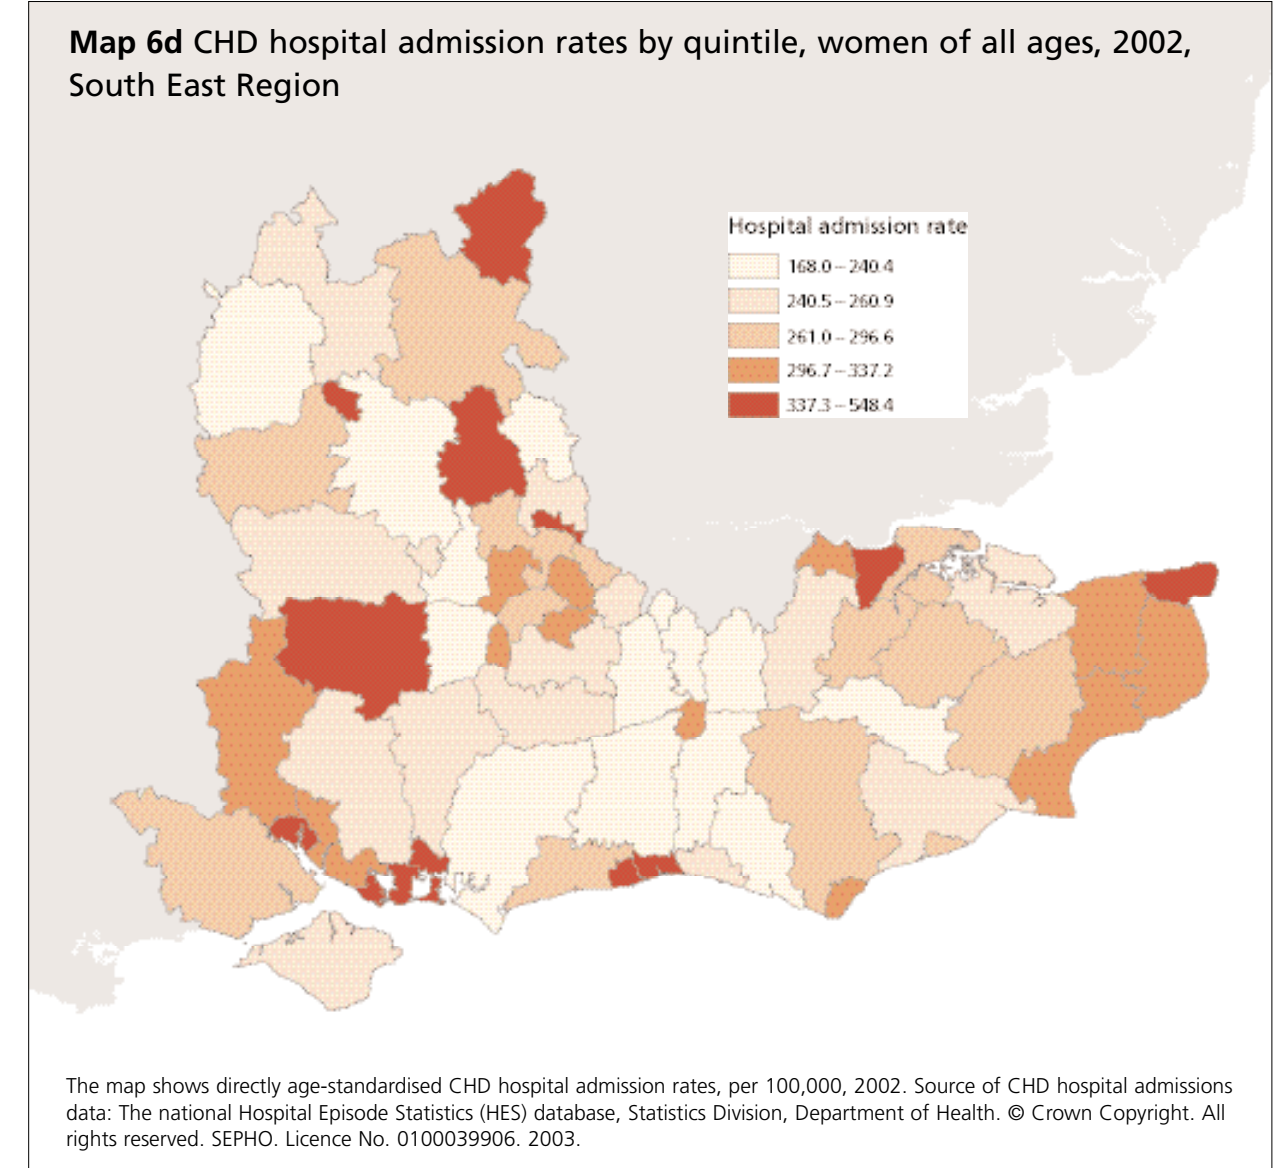 Map 6d CHD hospital admission rates by quintile, women of all ages, 2002,
South East Region
Hospital admission rate
168.0 – 240.4
240.5 – 260.9
261.0 – 296.6
296.7 – 337.2
337.3 – 548.4
The map shows directly age-standardised CHD hospital admission rates, per 100,000, 2002. Source of CHD hospital admissions
data: The national Hospital Episode Statistics (HES) database, Statistics Division, Department of Health. © Crown Copyright. All
rights reserved. SEPHO. Licence No. 0100039906. 2003.